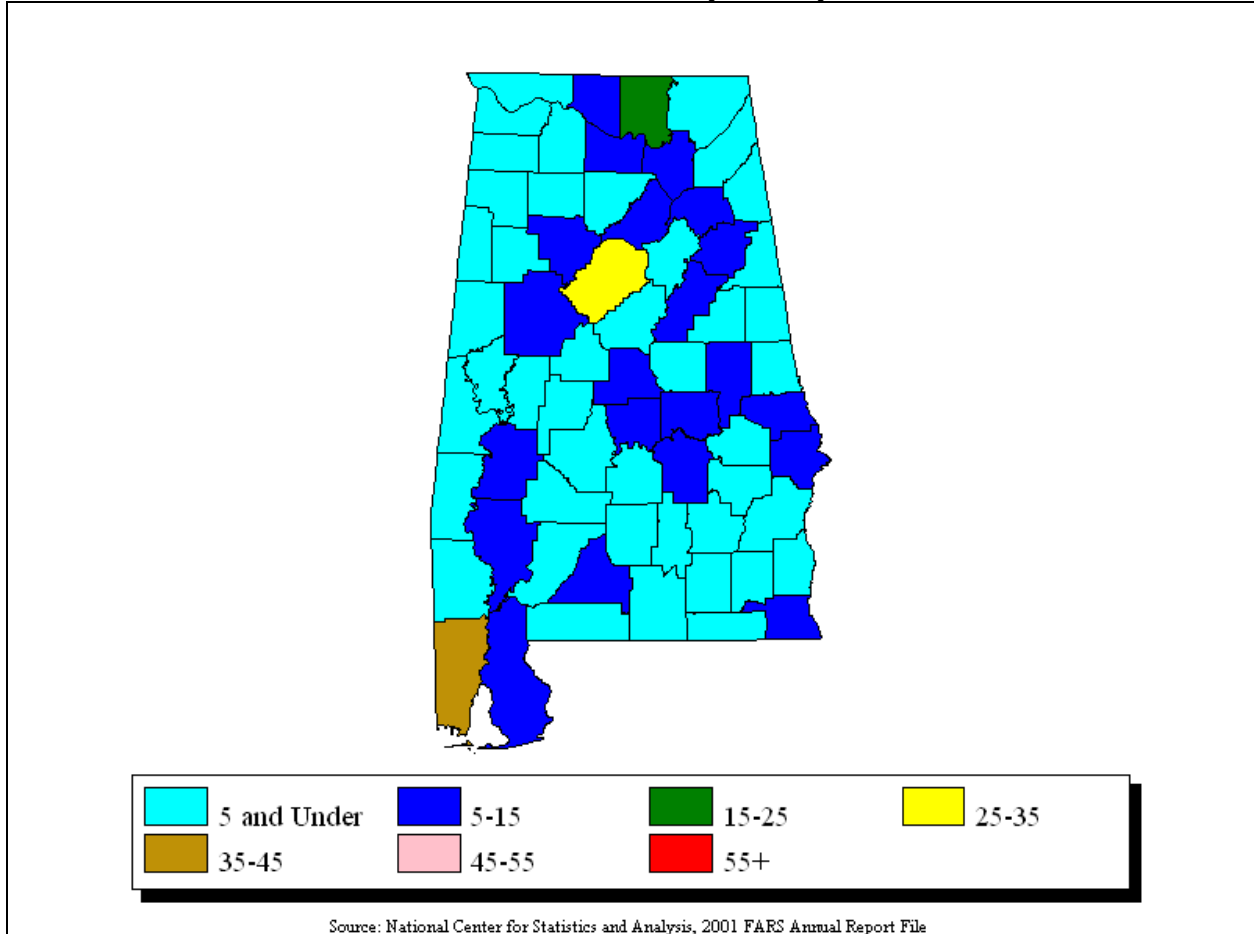 5 and Under 5-15 15-25 25-35
35-45 45-55 55+
Source: National Center for Statistics and Analysis, 2001 FARS Annual Report File